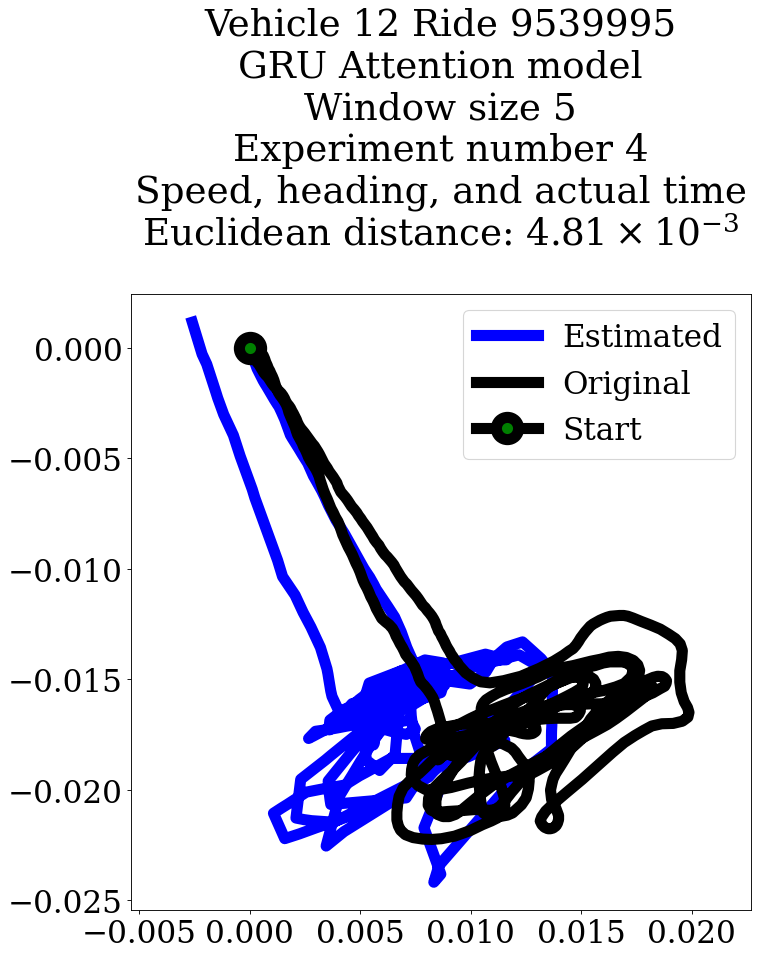 Vehicle 12 Ride 9539995
GRU Attention model
Window size 5
Experiment number 4
Speed, heading, and actual time
Euclidean distance: 4.81 × 10⁻³
Estimated
Original
Start
0.000
−0.005
−0.010
−0.015
−0.020
−0.025
−0.005 0.000 0.005 0.010 0.015 0.020